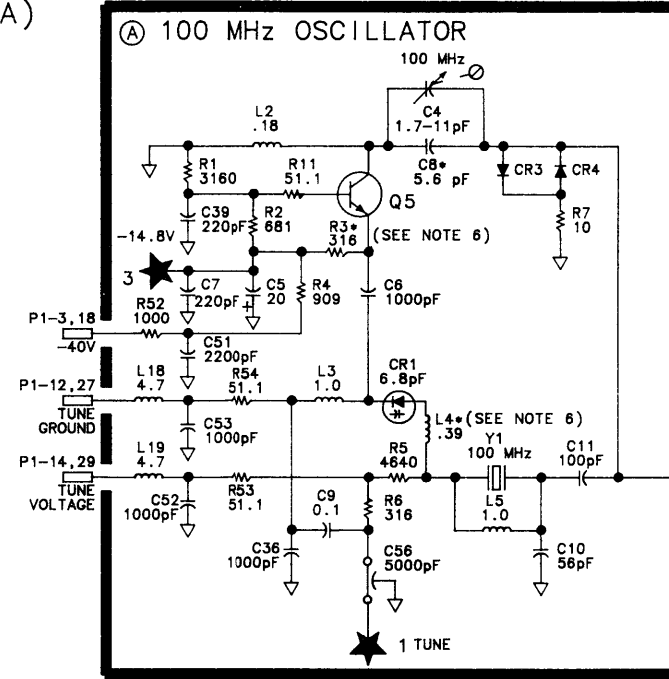 A)
A 100 MHz OSCILLATOR
100 MHz
C4
1.7-11pF
L2
.18
C8*
5.6 pF
R1
3160
R11
51.1
CR3
CR4
Q5
C39
220pF
R2
681
R3*
316
(SEE NOTE 6)
R7
10
-14.8V
3
C7
220pF
C5
20
+
R4
909
C6
1000pF
R52
1000
P1-3,18
-40V
C51
2200pF
P1-12,27
TUNE
GROUND
L18
4.7
R54
51.1
L3
1.0
CR1
6.8pF
C53
1000pF
L4*(SEE NOTE 6)
.39
Y1
100 MHz
C11
100pF
P1-14,29
TUNE
VOLTAGE
L19
4.7
R5
4640
R53
51.1
C52
1000pF
C9
0.1
R6
316
L5
1.0
C36
1000pF
C56
5000pF
C10
56pF
1 TUNE